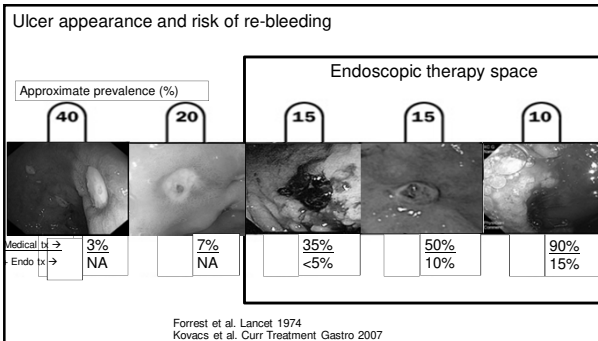 Ulcer appearance and risk of re-bleeding
Endoscopic therapy space
Approximate prevalence (%)
40 20 15 15 10
Medical tx → 3% 7% 35% 50% 90%
+ Endo tx → NA NA <5% 10% 15%
Forrest et al. Lancet 1974
Kovacs et al. Curr Treatment Gastro 2007